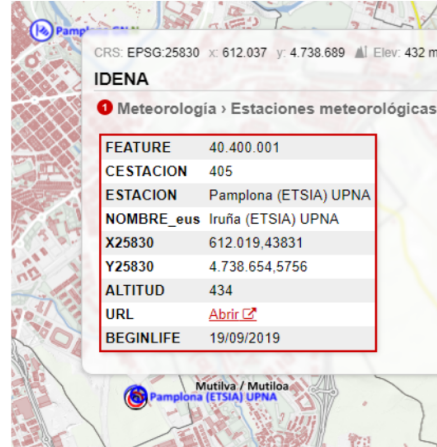 CRS: EPSG:25830 x: 612.037 y: 4.738.689 Elev: 432 m
IDENA
1 Meteorología › Estaciones meteorológicas
FEATURE 40.400.001
CESTACION 405
ESTACION Pamplona (ETSIA) UPNA
NOMBRE_eus Iruña (ETSIA) UPNA
X25830 612.019,43831
Y25830 4.738.654,5756
ALTITUD 434
URL Abrir
BEGINLIFE 19/09/2019
Mutilva / Mutiloa
Pamplona (ETSIA) UPNA